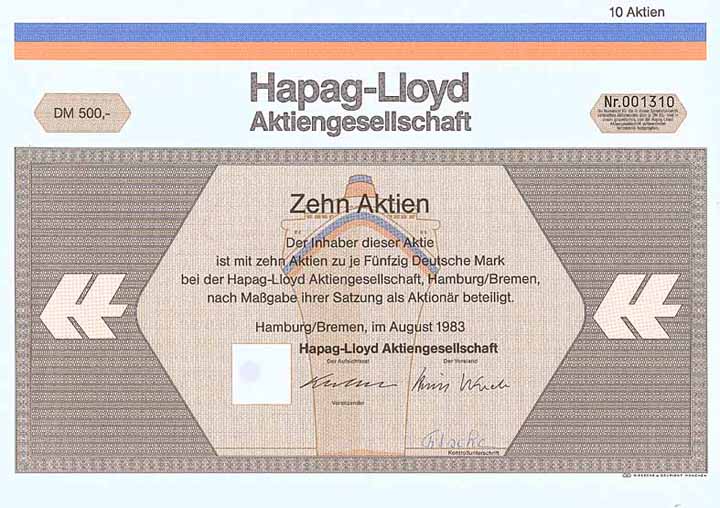 10 Aktien
Hapag-Lloyd
Aktiengesellschaft
DM 500,-
Nr.001310
Zehn Aktien
Der Inhaber dieser Aktie
ist mit zehn Aktien zu je Fünfzig Deutsche Mark
bei der Hapag-Lloyd Aktiengesellschaft, Hamburg/Bremen,
nach Maßgabe ihrer Satzung als Aktionär beteiligt.
Hamburg/Bremen, im August 1983
Hapag-Lloyd Aktiengesellschaft
Der Aufsichtsrat Der Vorstand
Vorsitzender
Kontrollunterschrift